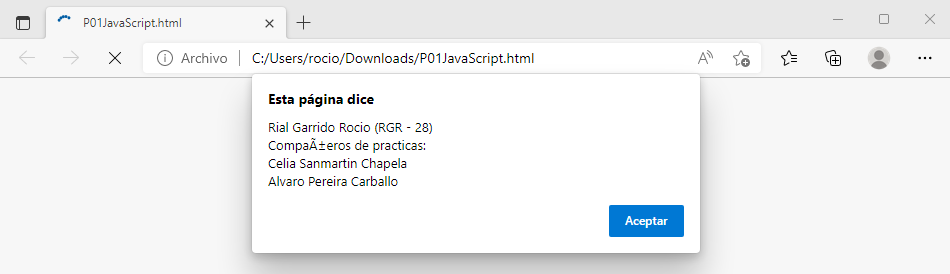 P01JavaScript.html
Archivo C:/Users/rocio/Downloads/P01JavaScript.html
Esta página dice
Rial Garrido Rocio (RGR - 28)
CompaÃ±eros de practicas:
Celia Sanmartin Chapela
Alvaro Pereira Carballo
Aceptar